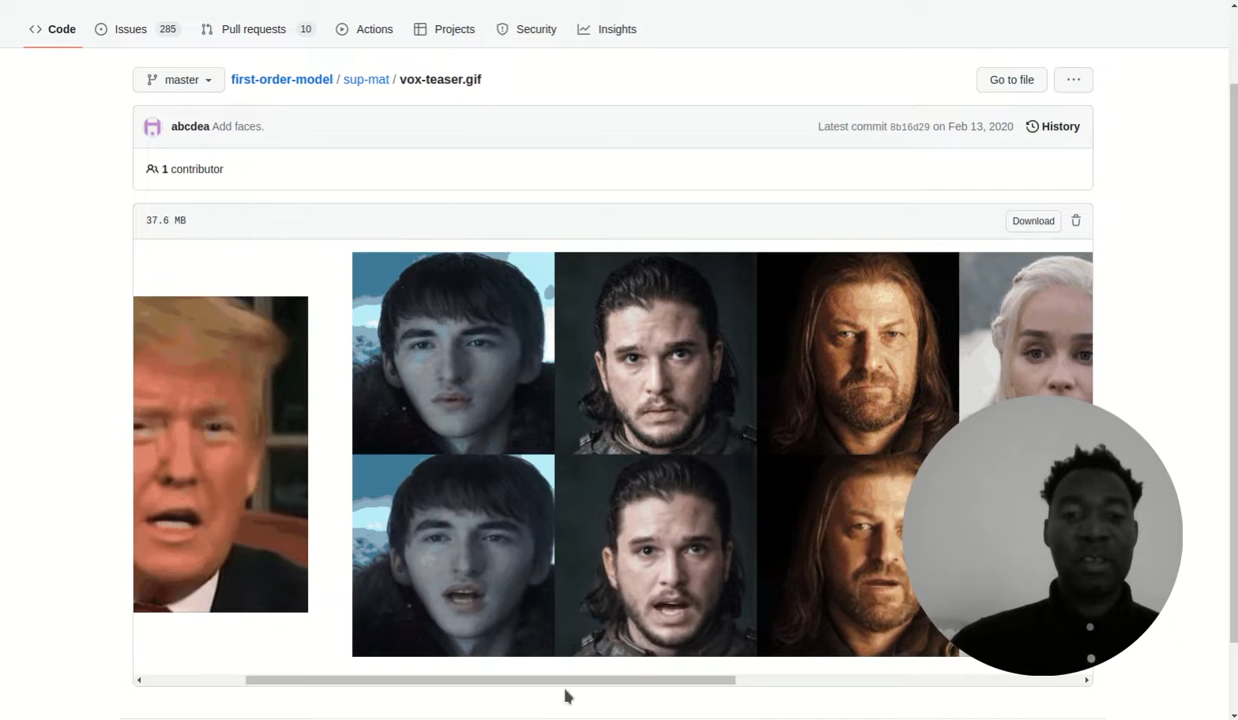 Code Issues 285 Pull requests 10 Actions Projects Security Insights
master first-order-model / sup-mat / vox-teaser.gif Go to file ...
abcdea Add faces. Latest commit 8b16d29 on Feb 13, 2020 History
1 contributor
37.6 MB Download